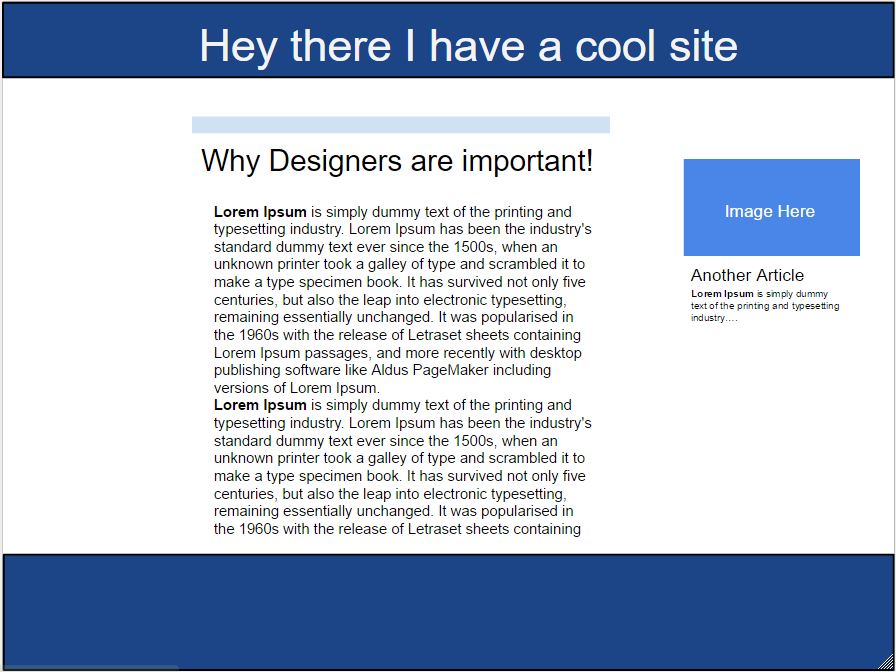 Hey there I have a cool site
Why Designers are important!
Lorem Ipsum is simply dummy text of the printing and
typesetting industry. Lorem Ipsum has been the industry's
standard dummy text ever since the 1500s, when an
unknown printer took a galley of type and scrambled it to
make a type specimen book. It has survived not only five
centuries, but also the leap into electronic typesetting,
remaining essentially unchanged. It was popularised in
the 1960s with the release of Letraset sheets containing
Lorem Ipsum passages, and more recently with desktop
publishing software like Aldus PageMaker including
versions of Lorem Ipsum.
Lorem Ipsum is simply dummy text of the printing and
typesetting industry. Lorem Ipsum has been the industry's
standard dummy text ever since the 1500s, when an
unknown printer took a galley of type and scrambled it to
make a type specimen book. It has survived not only five
centuries, but also the leap into electronic typesetting,
remaining essentially unchanged. It was popularised in
the 1960s with the release of Letraset sheets containing
Image Here
Another Article
Lorem Ipsum is simply dummy
text of the printing and typesetting
industry....